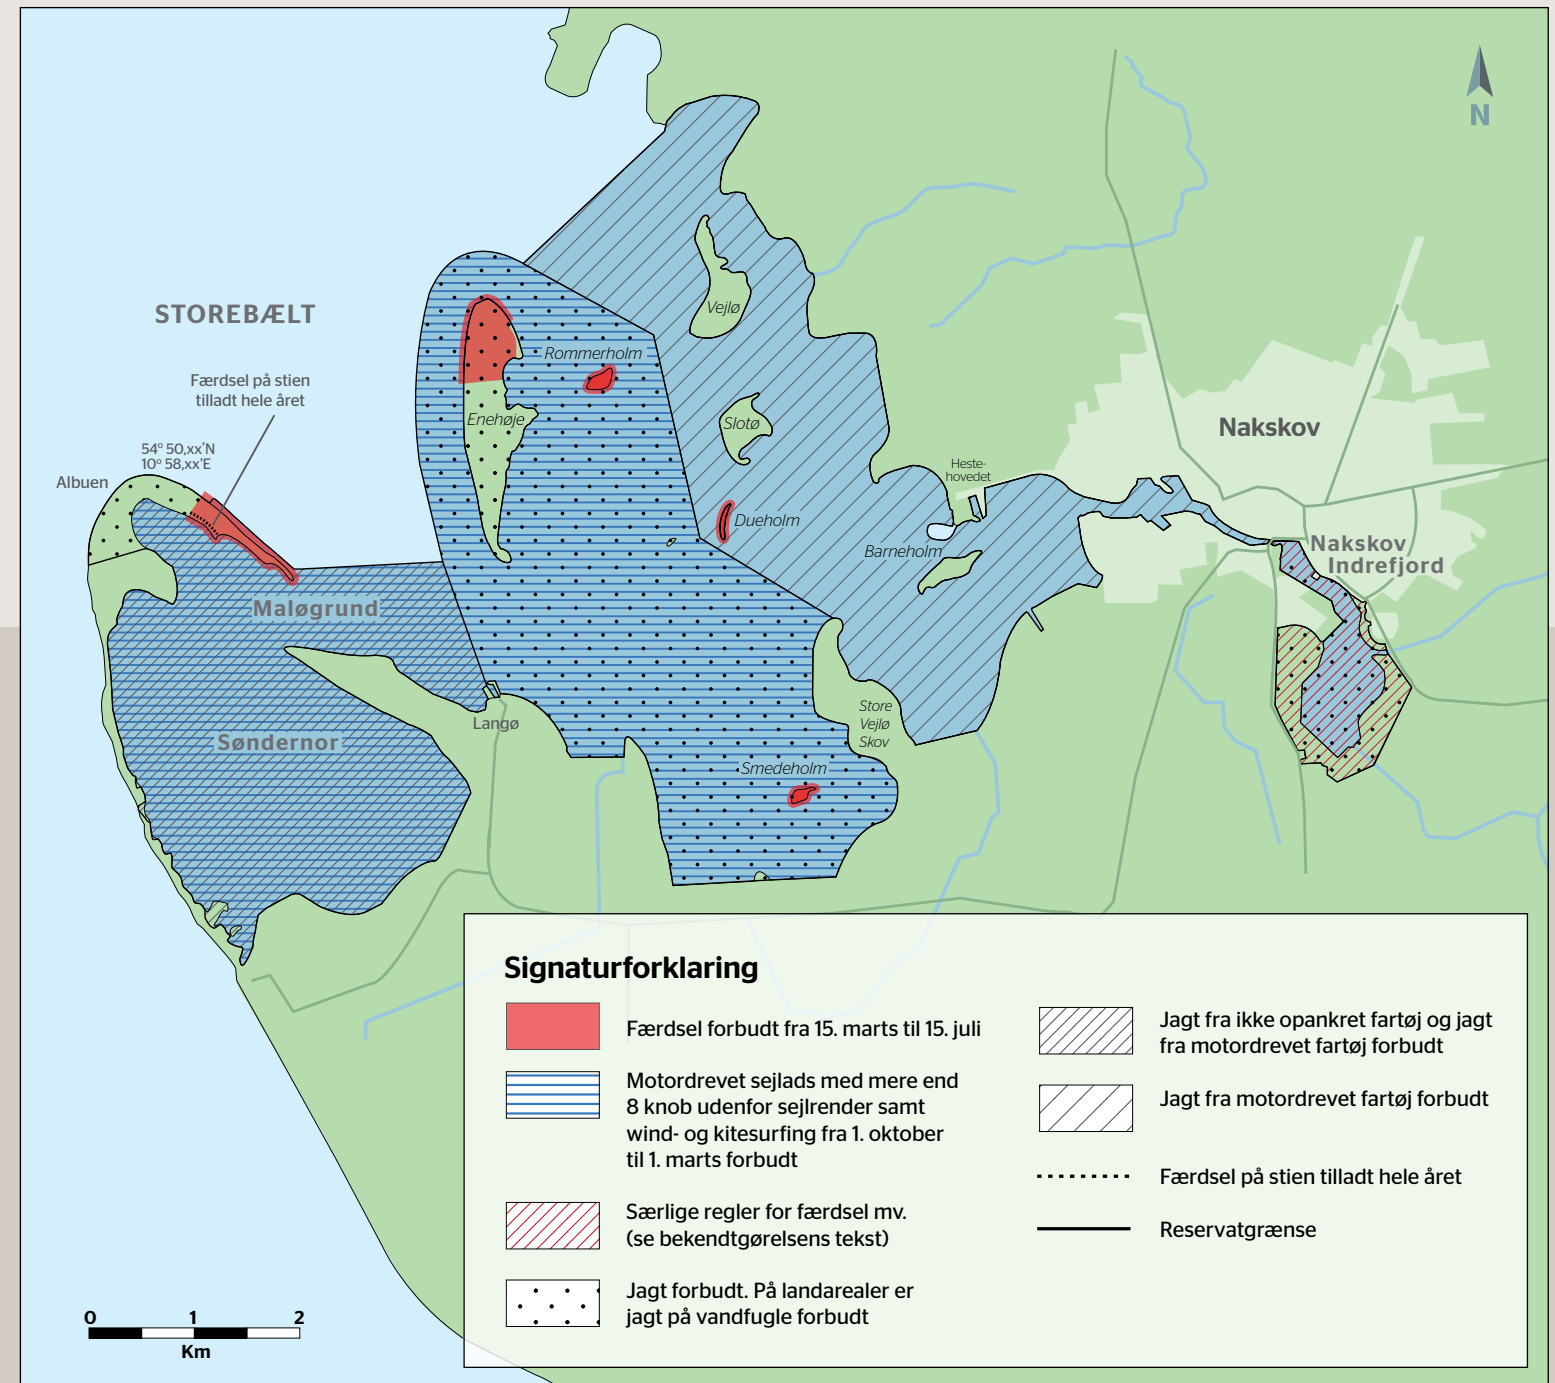 N
STOREBÆLT
Færdsel på stien
tilladt hele året
54° 50,xx'N
10° 58,xx'E
Albuen
Maløgrund
Søndernor
Langø
Enehøje
Rommerholm
Vejlø
Slotø
Dueholm
Heste-
hovedet
Barneholm
Nakskov
Nakskov
Indrefjord
Store
Vejlø
Skov
Smedeholm
Signaturforklaring
Færdsel forbudt fra 15. marts til 15. juli
Motordrevet sejlads med mere end
8 knob udenfor sejlrender samt
wind- og kitesurfing fra 1. oktober
til 1. marts forbudt
Særlige regler for færdsel mv.
(se bekendtgørelsens tekst)
Jagt forbudt. På landarealer er
jagt på vandfugle forbudt
Jagt fra ikke opankret fartøj og jagt
fra motordrevet fartøj forbudt
Jagt fra motordrevet fartøj forbudt
Færdsel på stien tilladt hele året
Reservatgrænse
0 1 2
Km